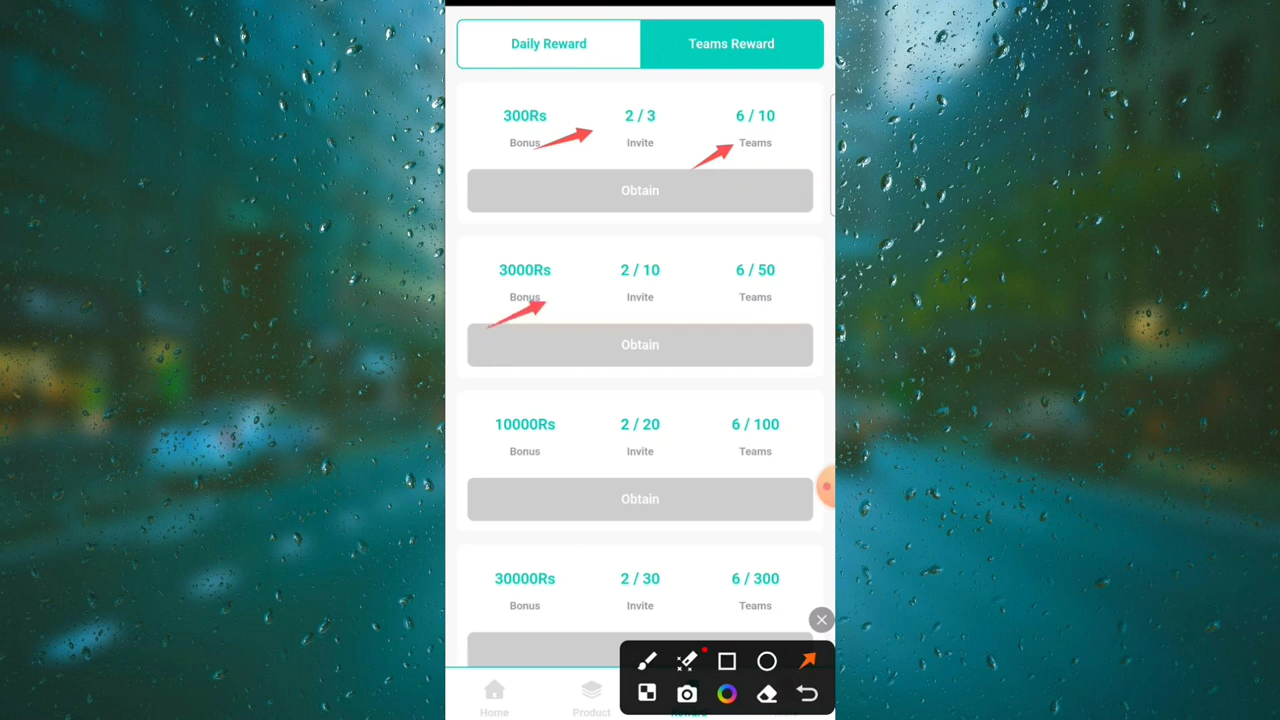 Daily Reward Teams Reward
300Rs 2 / 3 6 / 10
Bonus Invite Teams
Obtain
3000Rs 2 / 10 6 / 50
Bonus Invite Teams
Obtain
10000Rs 2 / 20 6 / 100
Bonus Invite Teams
Obtain
30000Rs 2 / 30 6 / 300
Bonus Invite Teams
Home Product Reward